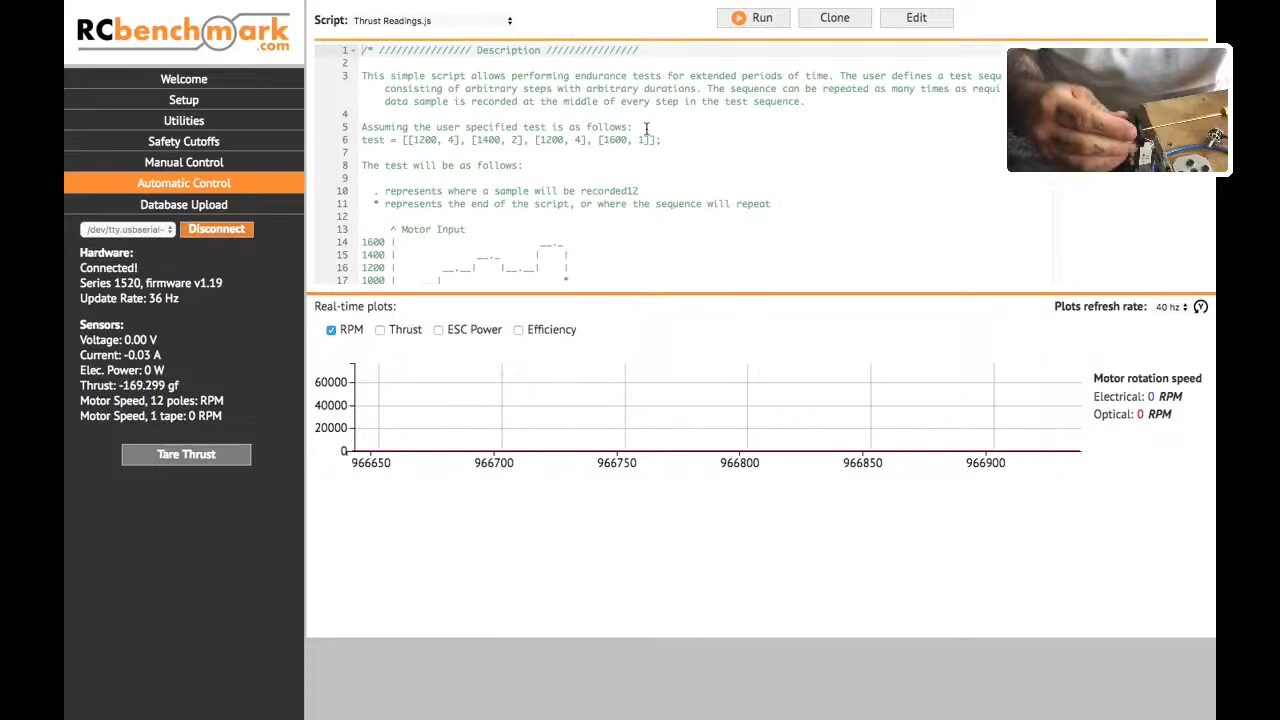 RCbenchmark
.com
Welcome
Setup
Utilities
Safety Cutoffs
Manual Control
Automatic Control
Database Upload
/dev/tty.usbserial- Disconnect
Hardware:
Connected!
Series 1520, firmware v1.19
Update Rate: 36 Hz
Sensors:
Voltage: 0.00 V
Current: -0.03 A
Elec. Power: 0 W
Thrust: -169.299 gf
Motor Speed, 12 poles: RPM
Motor Speed, 1 tape: 0 RPM
Tare Thrust
Script: Thrust Readings.js
Run Clone Edit
1 /* //////////////// Description ////////////////
2
3 This simple script allows performing endurance tests for extended periods of time. The user defines a test sequ
consisting of arbitrary steps with arbitrary durations. The sequence can be repeated as many times as requi
data sample is recorded at the middle of every step in the test sequence.
4
5 Assuming the user specified test is as follows:
6 test = [[1200, 4], [1400, 2], [1200, 4], [1600, 1]];
7
8 The test will be as follows:
9
10 . represents where a sample will be recorded12
11 * represents the end of the script, or where the sequence will repeat
12
13 ^ Motor Input
14 1600 | __._
15 1400 | __._ | |
16 1200 | __.__| |__.__| |
17 1000 | ___| *
Real-time plots:
Plots refresh rate: 40 hz
RPM Thrust ESC Power Efficiency
60000
40000
20000
0
966650 966700 966750 966800 966850 966900
Motor rotation speed
Electrical: 0 RPM
Optical: 0 RPM